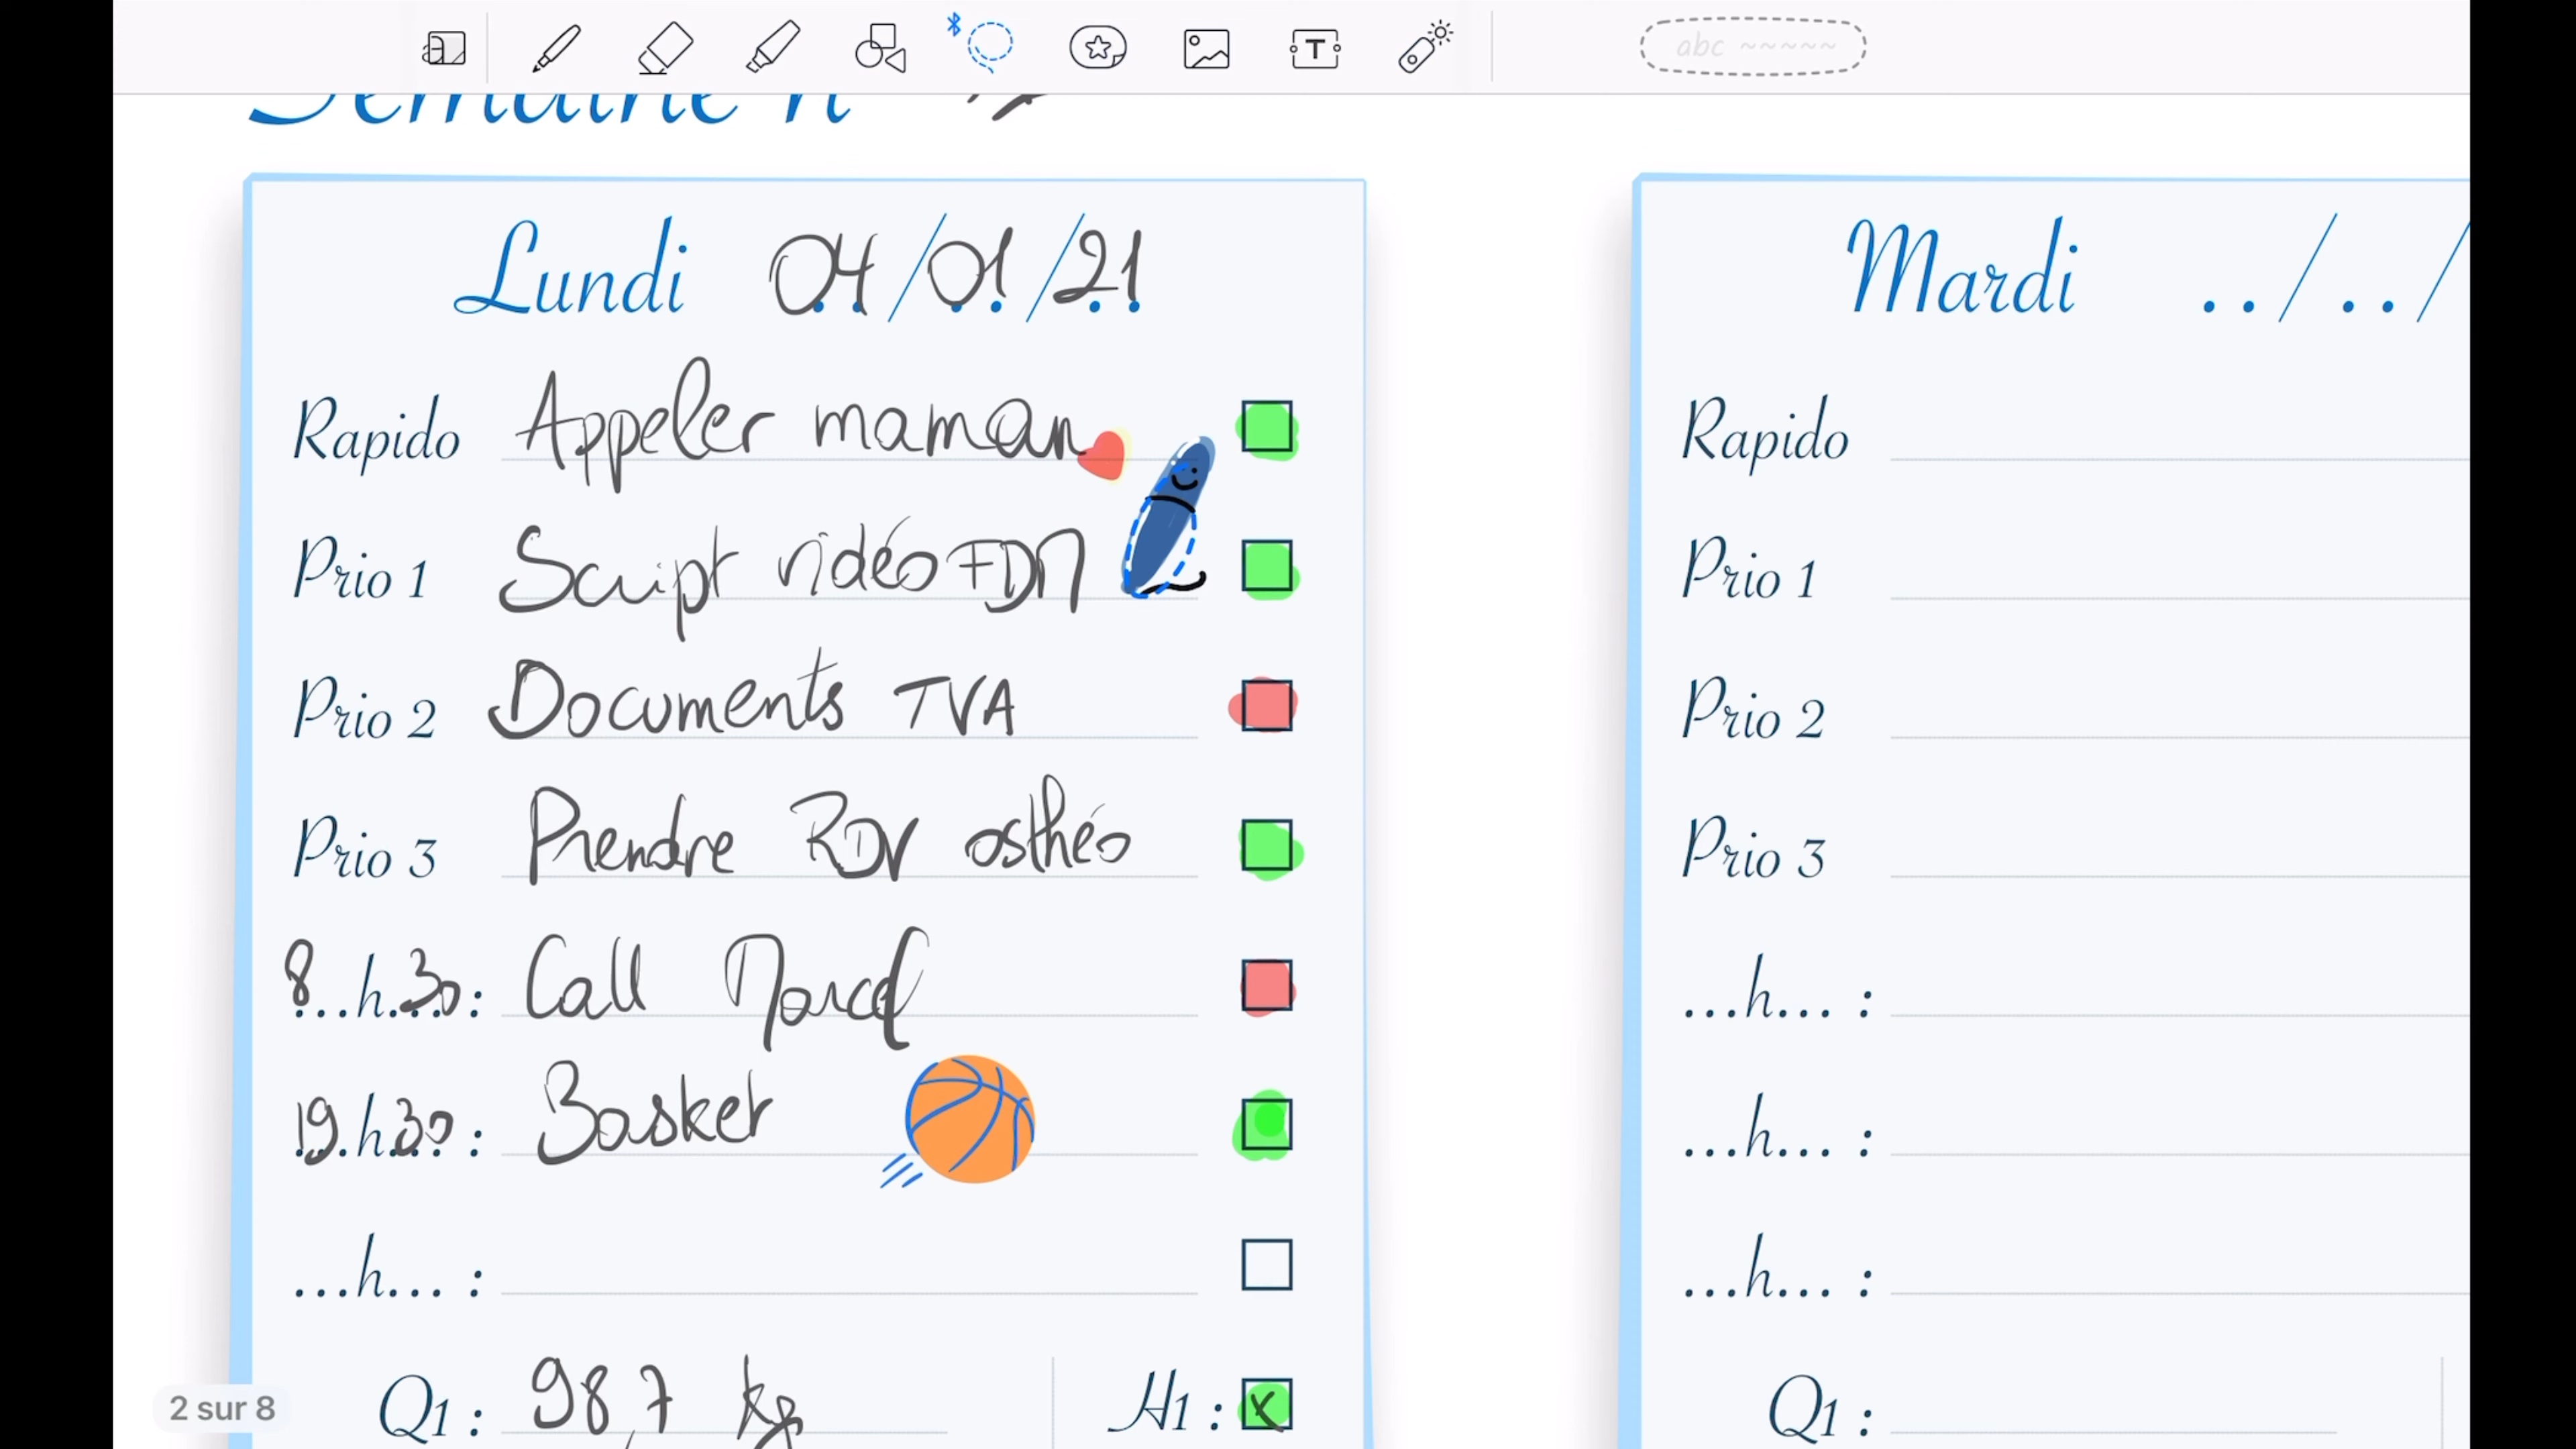 abc ~~~~~
Semaine n°
Lundi 04/01/21
Rapido Appeler maman
Prio 1 Script vidéo FDM
Prio 2 Documents TVA
Prio 3 Prendre RDV osthéo
8...h.30 : Call Marcel
19.h30 : Basket
...h... :
Q1 : 98,7 kg H1 : x
Mardi ../../
Rapido
Prio 1
Prio 2
Prio 3
...h... :
...h... :
...h... :
Q1 :
2 sur 8